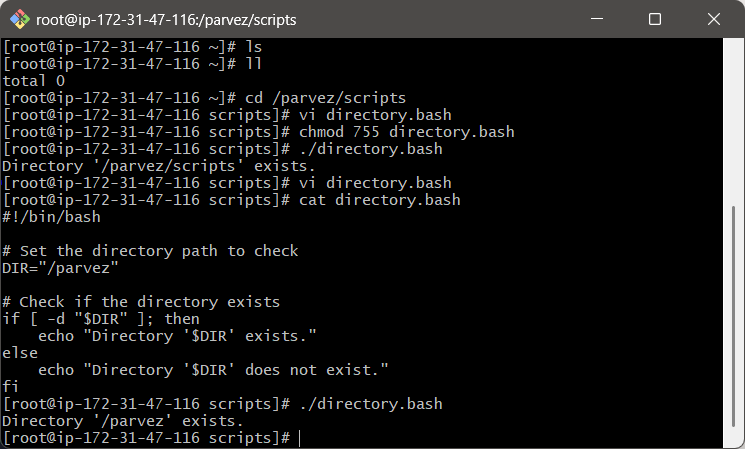 root@ip-172-31-47-116:/parvez/scripts
[root@ip-172-31-47-116 ~]# ls
[root@ip-172-31-47-116 ~]# ll
total 0
[root@ip-172-31-47-116 ~]# cd /parvez/scripts
[root@ip-172-31-47-116 scripts]# vi directory.bash
[root@ip-172-31-47-116 scripts]# chmod 755 directory.bash
[root@ip-172-31-47-116 scripts]# ./directory.bash
Directory '/parvez/scripts' exists.
[root@ip-172-31-47-116 scripts]# vi directory.bash
[root@ip-172-31-47-116 scripts]# cat directory.bash
#!/bin/bash

# Set the directory path to check
DIR="/parvez"

# Check if the directory exists
if [ -d "$DIR" ]; then
    echo "Directory '$DIR' exists."
else
    echo "Directory '$DIR' does not exist."
fi
[root@ip-172-31-47-116 scripts]# ./directory.bash
Directory '/parvez' exists.
[root@ip-172-31-47-116 scripts]#